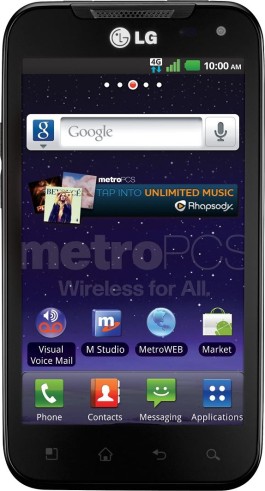 LG
4G 10:00 AM
g Google
metroPCS
BEYONCÉ
TAP INTO UNLIMITED MUSIC
Rhapsody
metroPCS
Wireless for All.
Visual Voice Mail
m
M Studio
MetroWEB
Market
Phone
Contacts
Messaging
Applications